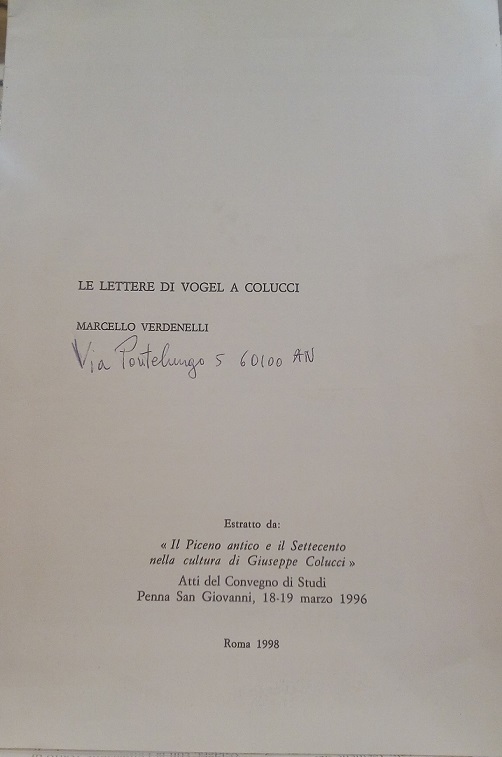 LE LETTERE DI VOGEL A COLUCCI
MARCELLO VERDENELLI
Via Pontelungo 5 60100 AN
Estratto da:
« Il Piceno antico e il Settecento
nella cultura di Giuseppe Colucci »
Atti del Convegno di Studi
Penna San Giovanni, 18-19 marzo 1996
Roma 1998